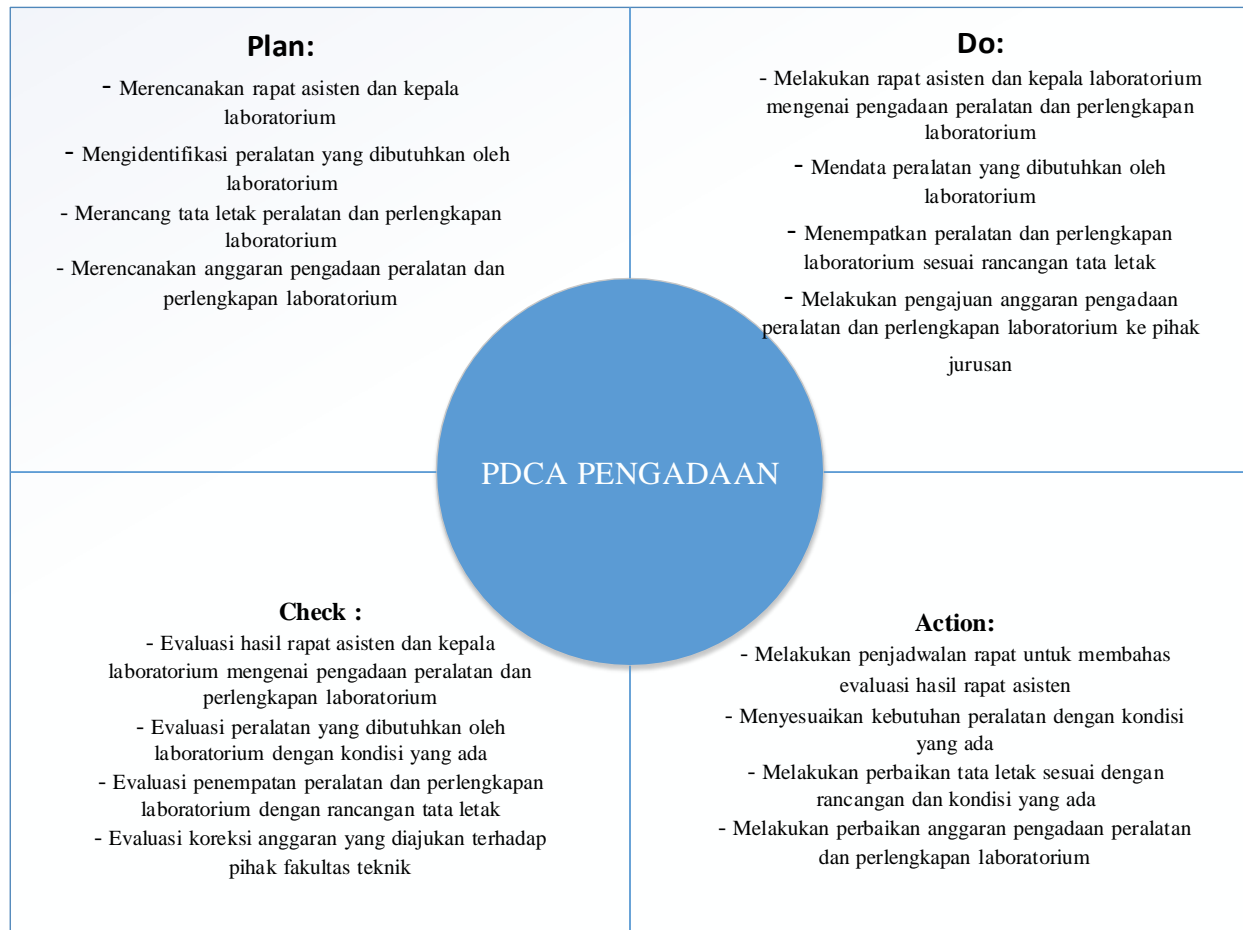 Plan:
- Merencanakan rapat asisten dan kepala
laboratorium
- Mengidentifikasi peralatan yang dibutuhkan oleh
laboratorium
- Merancang tata letak peralatan dan perlengkapan
laboratorium
- Merencanakan anggaran pengadaan peralatan dan
perlengkapan laboratorium
Do:
- Melakukan rapat asisten dan kepala laboratorium
mengenai pengadaan peralatan dan perlengkapan
laboratorium
- Mendata peralatan yang dibutuhkan oleh
laboratorium
- Menempatkan peralatan dan perlengkapan
laboratorium sesuai rancangan tata letak
- Melakukan pengajuan anggaran pengadaan
peralatan dan perlengkapan laboratorium ke pihak
jurusan
PDCA PENGADAAN
Check :
- Evaluasi hasil rapat asisten dan kepala
laboratorium mengenai pengadaan peralatan dan
perlengkapan laboratorium
- Evaluasi peralatan yang dibutuhkan oleh
laboratorium dengan kondisi yang ada
- Evaluasi penempatan peralatan dan perlengkapan
laboratorium dengan rancangan tata letak
- Evaluasi koreksi anggaran yang diajukan terhadap
pihak fakultas teknik
Action:
- Melakukan penjadwalan rapat untuk membahas
evaluasi hasil rapat asisten
- Menyesuaikan kebutuhan peralatan dengan kondisi
yang ada
- Melakukan perbaikan tata letak sesuai dengan
rancangan dan kondisi yang ada
- Melakukan perbaikan anggaran pengadaan peralatan
dan perlengkapan laboratorium